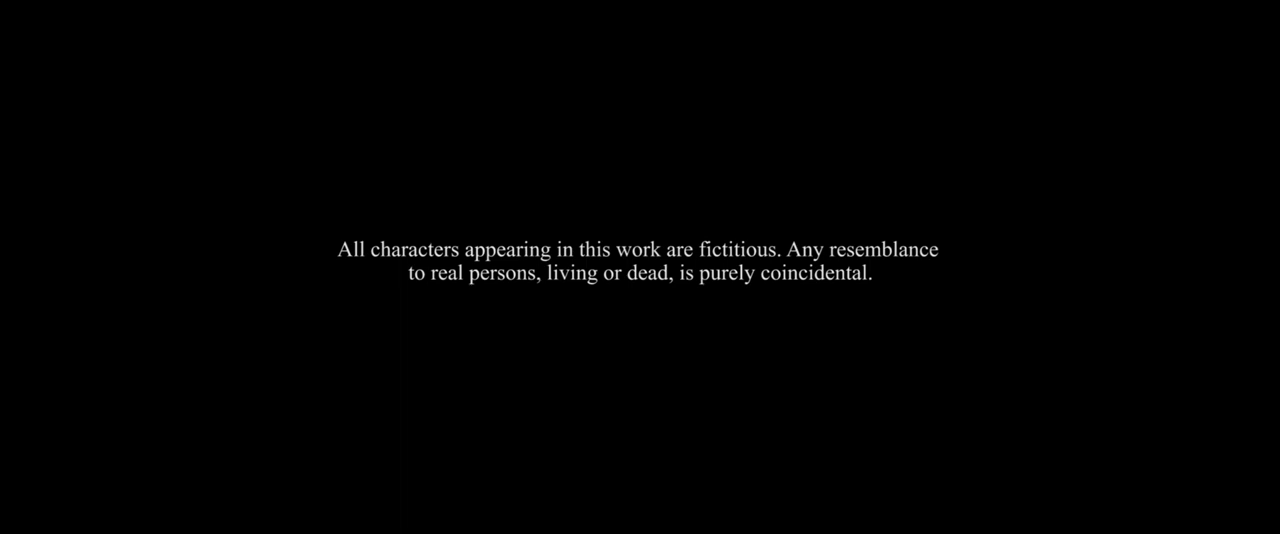 All characters appearing in this work are fictitious. Any resemblance
to real persons, living or dead, is purely coincidental.